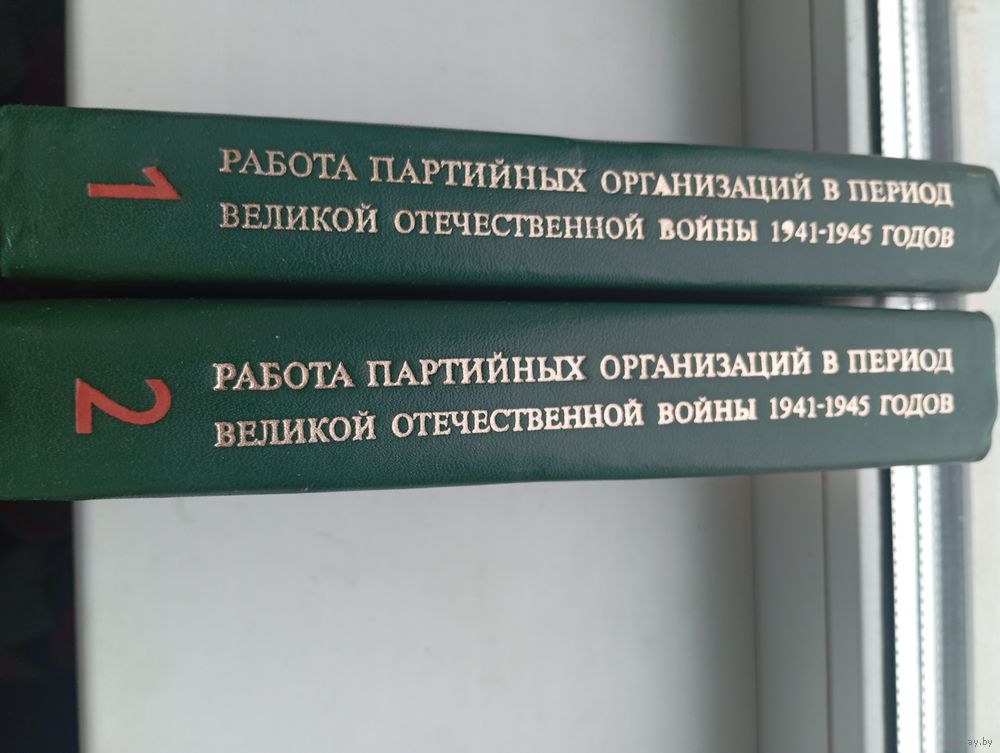 1
РАБОТА ПАРТИЙНЫХ ОРГАНИЗАЦИЙ В ПЕРИОД
ВЕЛИКОЙ ОТЕЧЕСТВЕННОЙ ВОЙНЫ 1941-1945 ГОДОВ
2
РАБОТА ПАРТИЙНЫХ ОРГАНИЗАЦИЙ В ПЕРИОД
ВЕЛИКОЙ ОТЕЧЕСТВЕННОЙ ВОЙНЫ 1941-1945 ГОДОВ